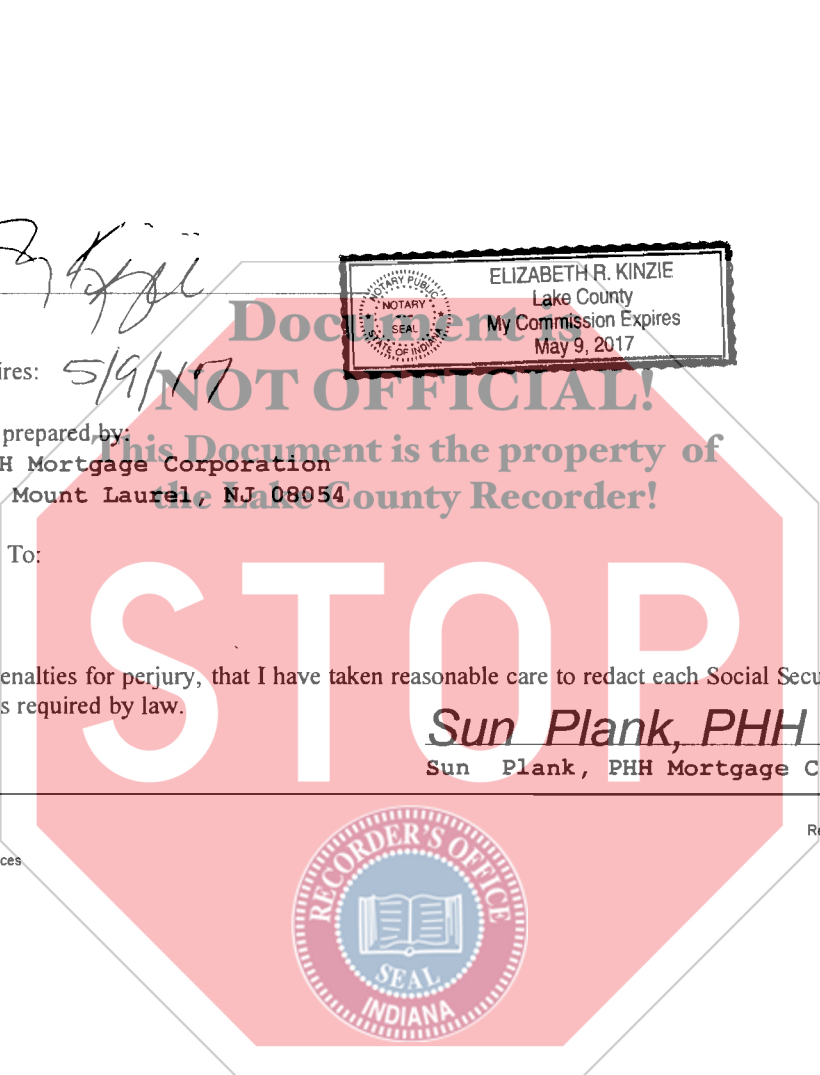 ELIZABETH R. KINZIE
Lake County
My Commission Expires
May 9, 2017
NOTARY PUBLIC
NOTARY
SEAL
STATE OF INDIANA
Document is
ires: 5/9/17
NOT OFFICIAL!
prepared by:
This Document is the property of
H Mortgage Corporation
Mount Laurel, NJ 08054
the Lake County Recorder!
To:
STOP
enalties for perjury, that I have taken reasonable care to redact each Social Secu
s required by law.
Sun Plank, PHH
Sun Plank, PHH Mortgage C
Re
ces
RECORDER'S OFFICE
SEAL
INDIANA